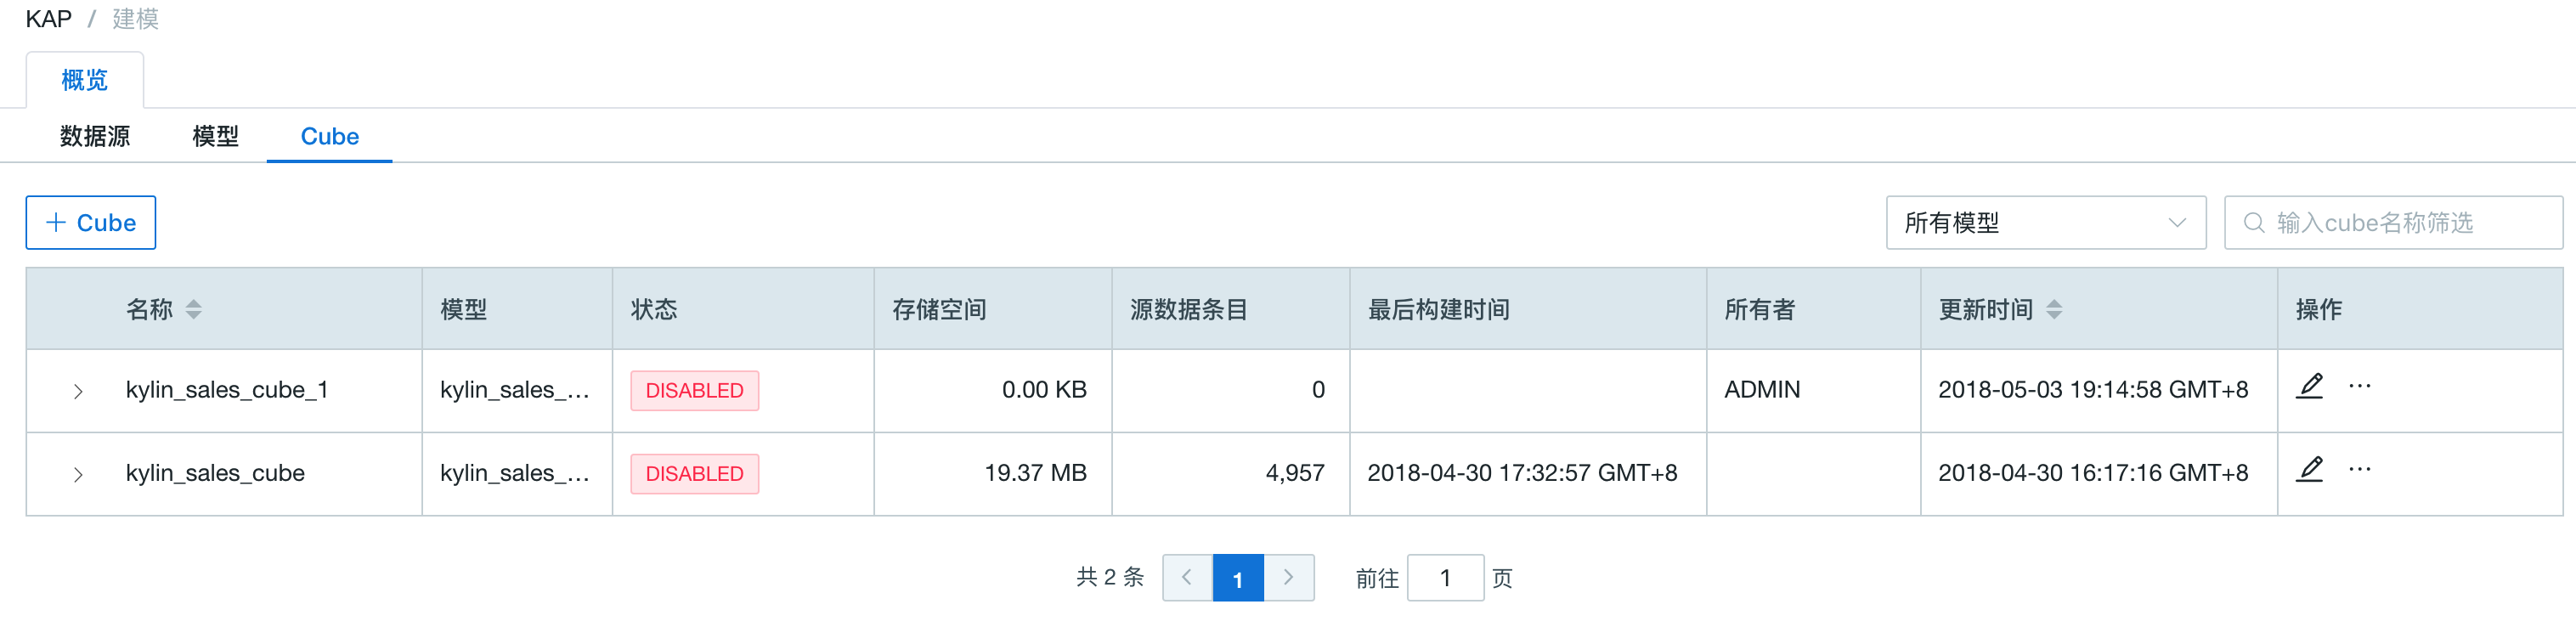 KAP / 建模
概览
数据源 模型 Cube
+ Cube 所有模型 输入cube名称筛选
名称 模型 状态 存储空间 源数据条目 最后构建时间 所有者 更新时间 操作
kylin_sales_cube_1 kylin_sales_... DISABLED 0.00 KB 0 ADMIN 2018-05-03 19:14:58 GMT+8 ...
kylin_sales_cube kylin_sales_... DISABLED 19.37 MB 4,957 2018-04-30 17:32:57 GMT+8 2018-04-30 16:17:16 GMT+8 ...
共 2 条 < 1 > 前往 1 页